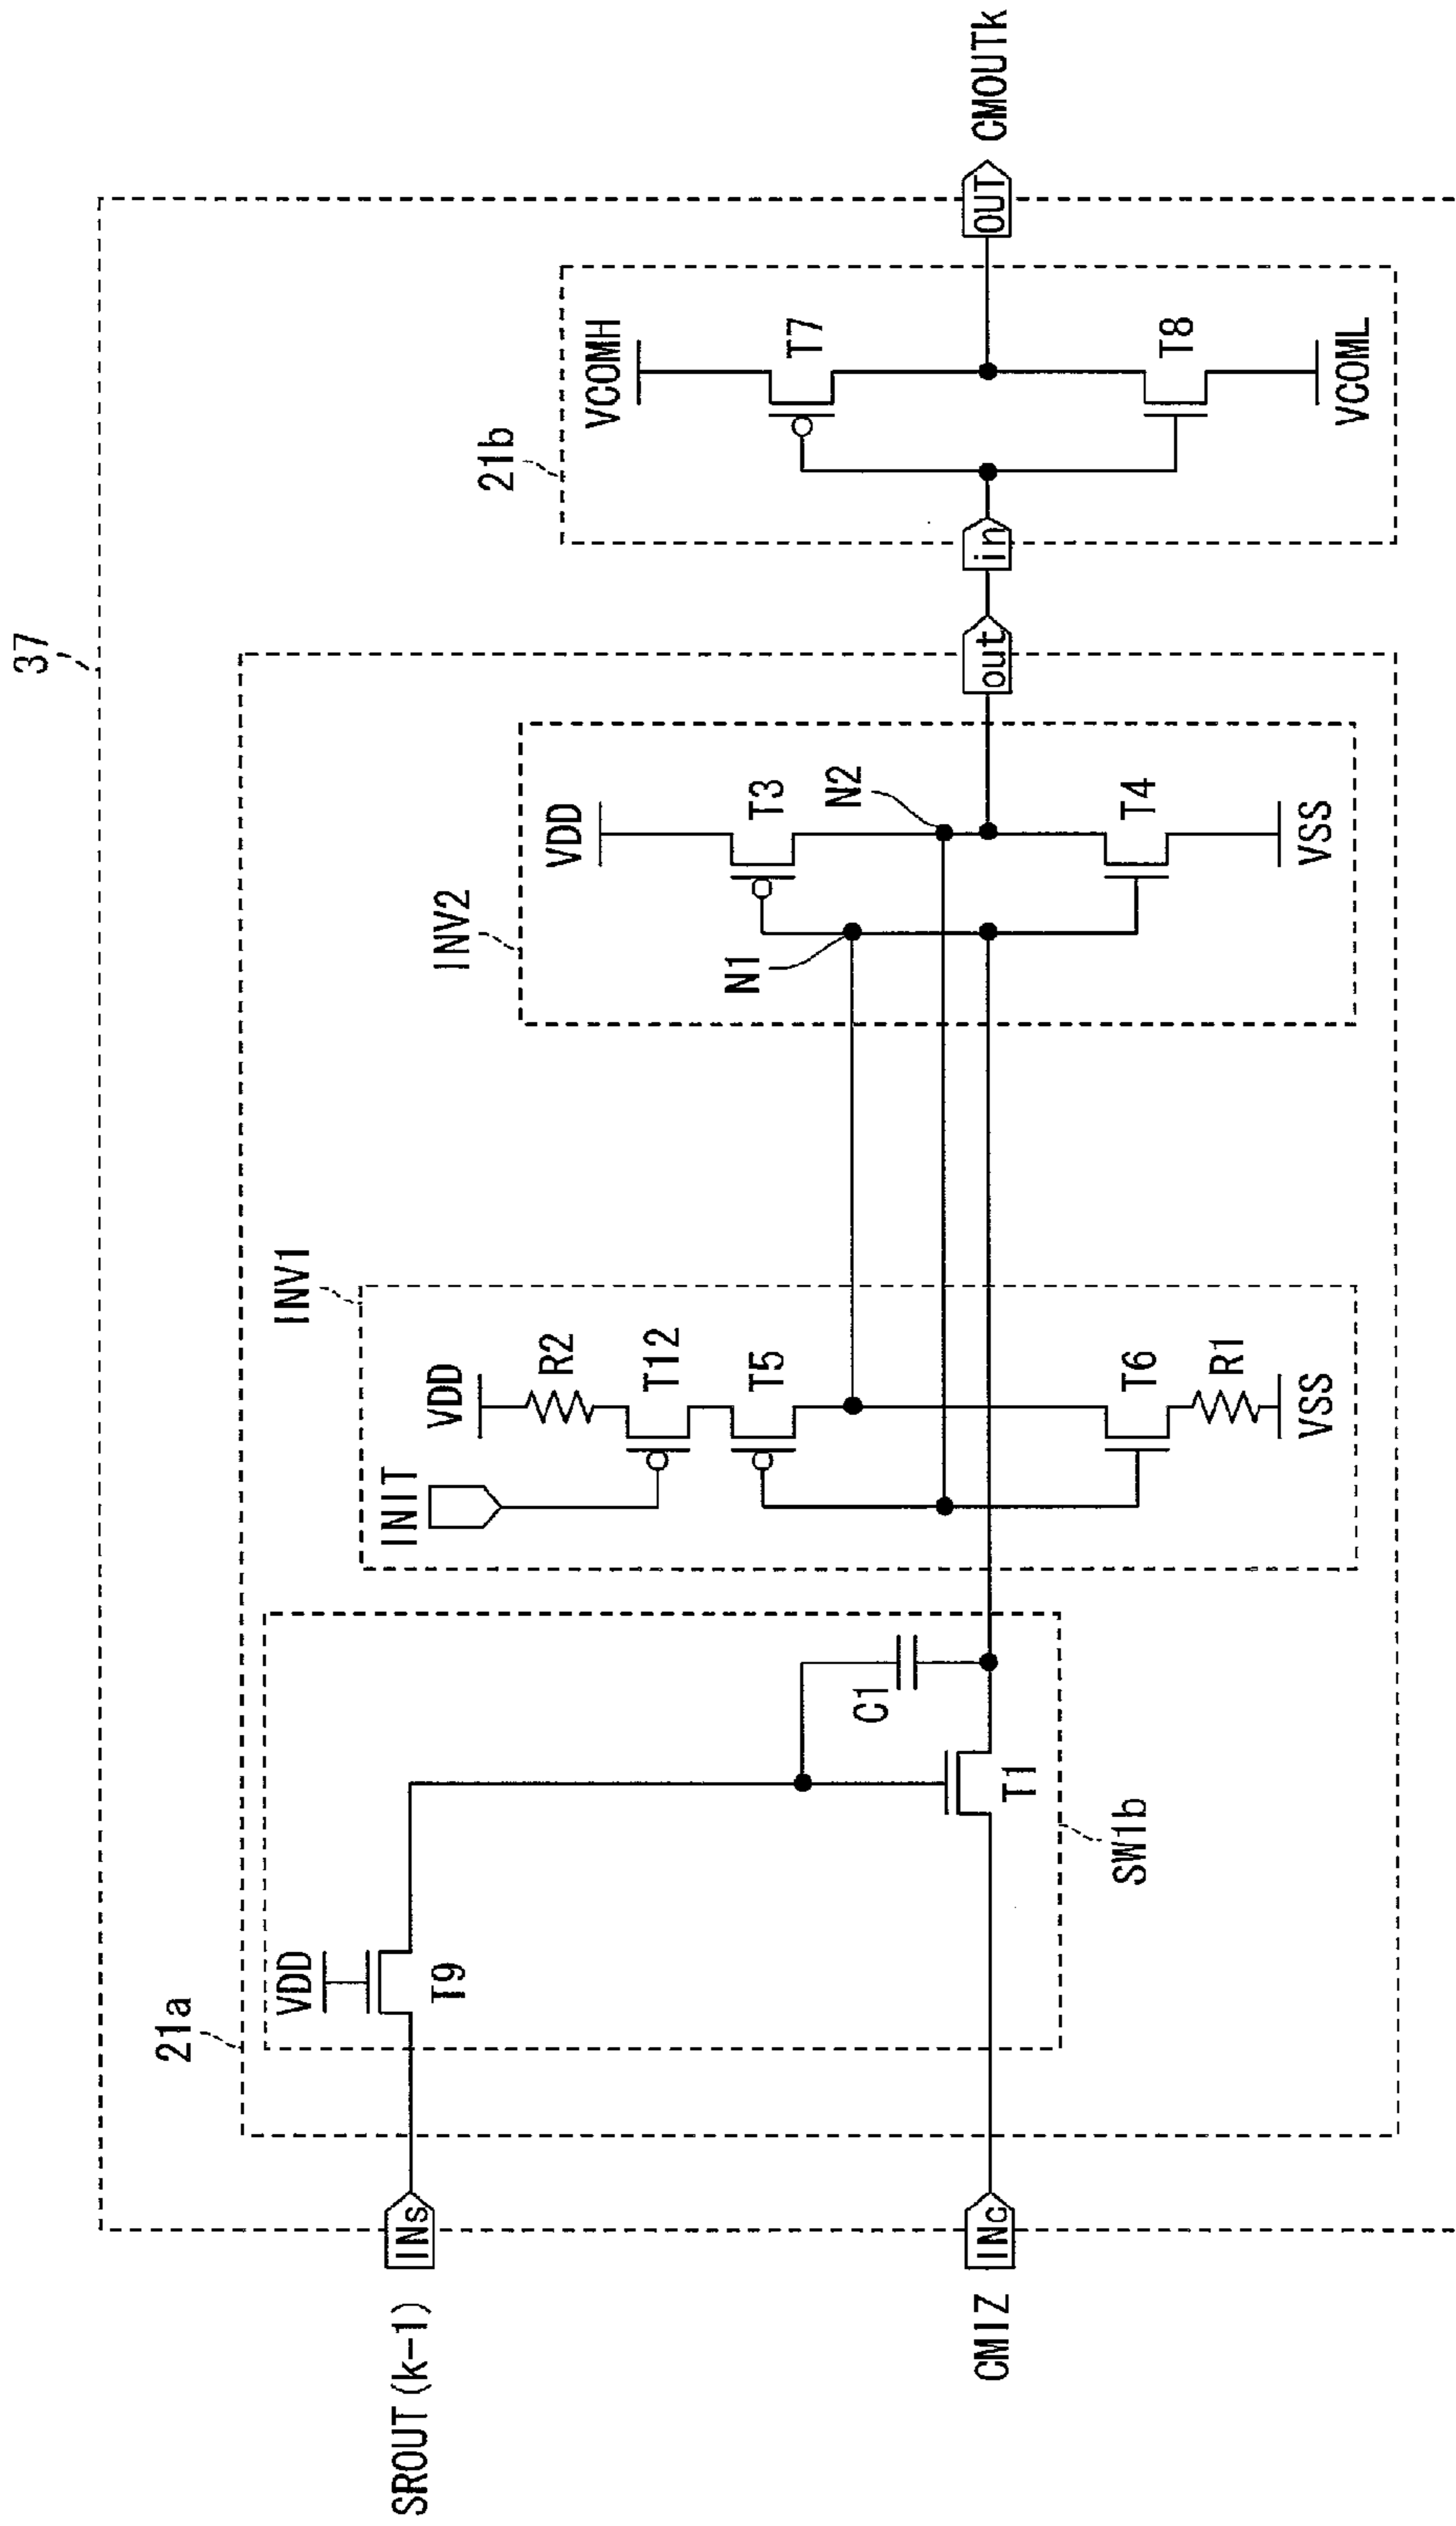 37
21a
SROUT(k-1)
INs
VDD
T9
C1
T1
SW1b
CMIZ
INc
INV1
INIT
VDD
R2
T12
T5
T6
R1
VSS
INV2
VDD
T3
N1
N2
T4
VSS
out
in
21b
VCOMH
T7
T8
VCOML
OUT
CMOUTk